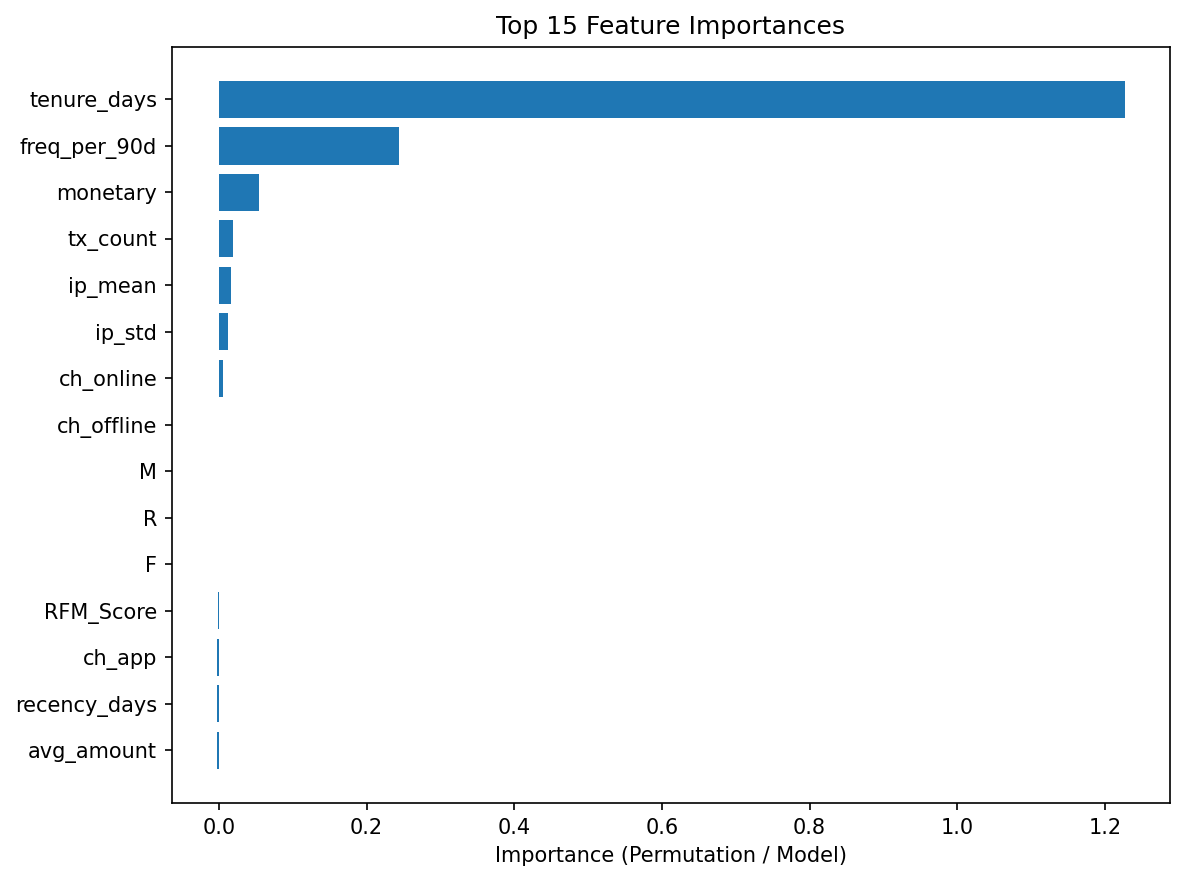 Top 15 Feature Importances
tenure_days
freq_per_90d
monetary
tx_count
ip_mean
ip_std
ch_online
ch_offline
M
R
F
RFM_Score
ch_app
recency_days
avg_amount
0.0 0.2 0.4 0.6 0.8 1.0 1.2
Importance (Permutation / Model)